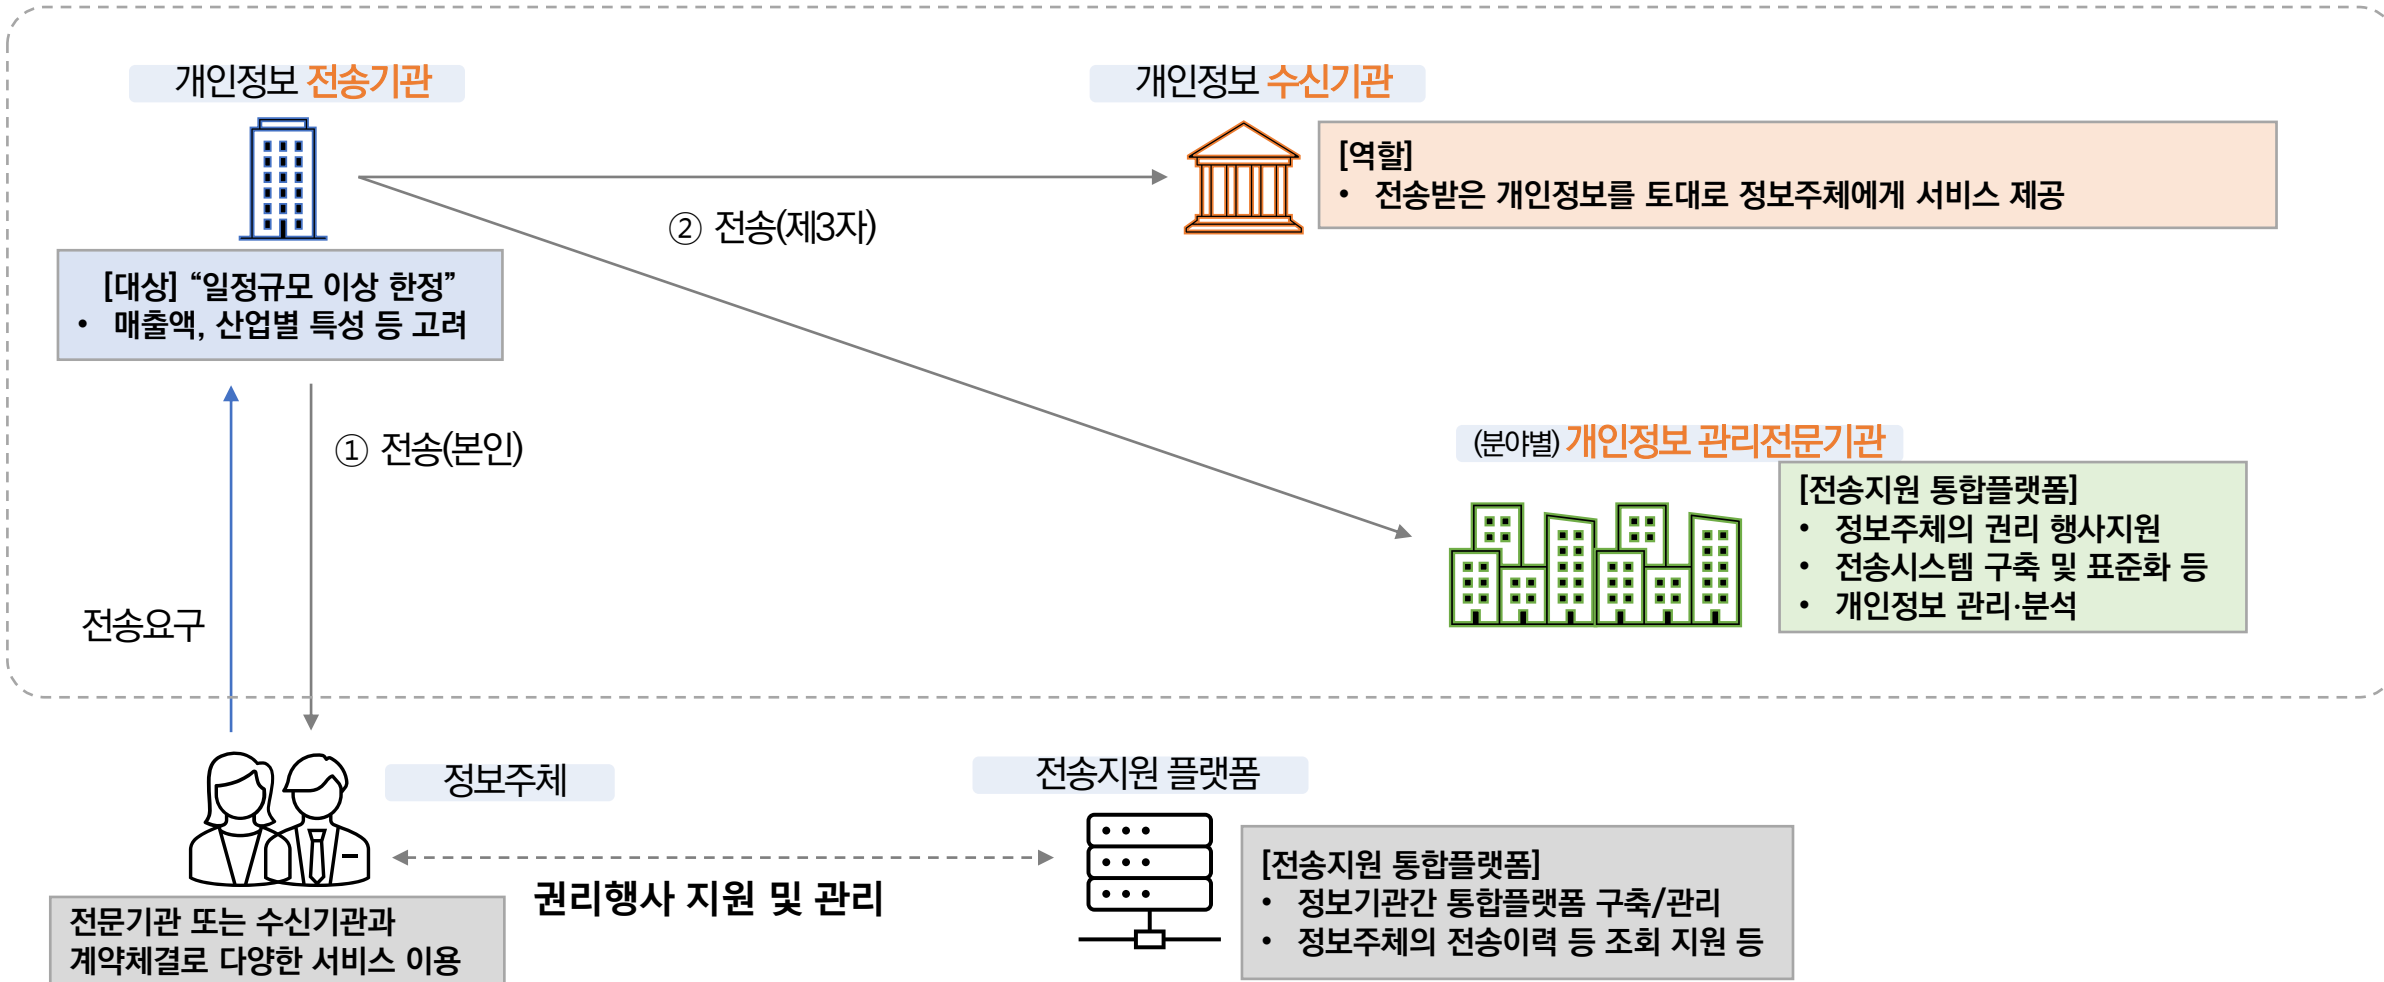 개인정보 전송기관
개인정보 수신기관
[역할]
• 전송받은 개인정보를 토대로 정보주체에게 서비스 제공
② 전송(제3자)
[대상] “일정규모 이상 한정”
• 매출액, 산업별 특성 등 고려
① 전송(본인)
(분야별) 개인정보 관리전문기관
[전송지원 통합플랫폼]
• 정보주체의 권리 행사지원
• 전송시스템 구축 및 표준화 등
• 개인정보 관리·분석
전송요구
정보주체
전송지원 플랫폼
권리행사 지원 및 관리
[전송지원 통합플랫폼]
• 정보기관간 통합플랫폼 구축/관리
• 정보주체의 전송이력 등 조회 지원 등
전문기관 또는 수신기관과
계약체결로 다양한 서비스 이용